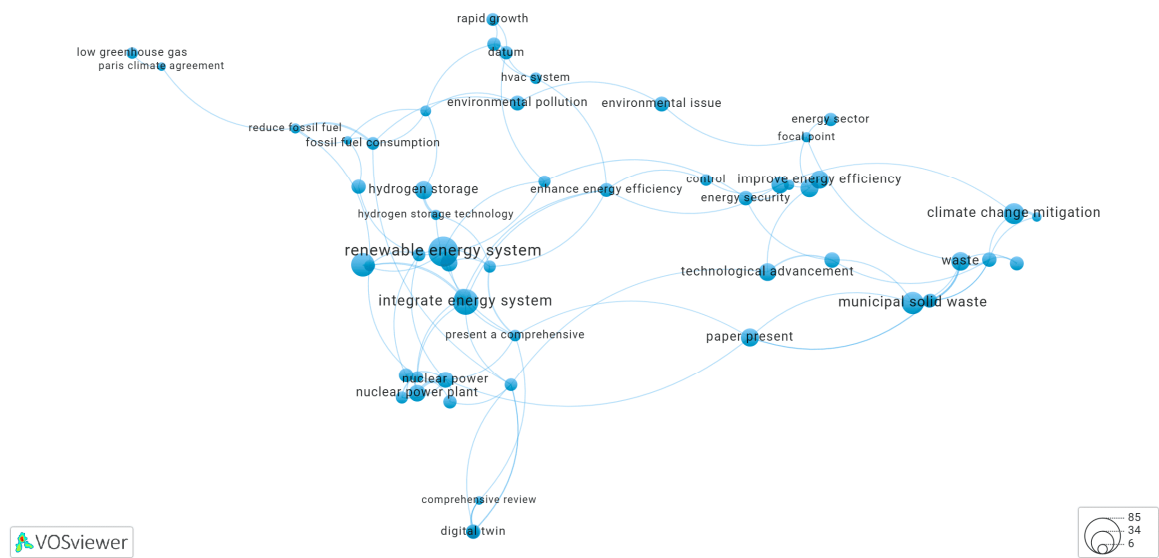 rapid growth
low greenhouse gas
datum
paris climate agreement
hvac system
environmental pollution
environmental issue
energy sector
reduce fossil fuel
focal point
fossil fuel consumption
control
improve energy efficiency
hydrogen storage
enhance energy efficiency
energy security
hydrogen storage technology
climate change mitigation
renewable energy system
waste
technological advancement
integrate energy system
municipal solid waste
present a comprehensive
paper present
nuclear power
nuclear power plant
comprehensive review
digital twin
VOSviewer
85
34
6